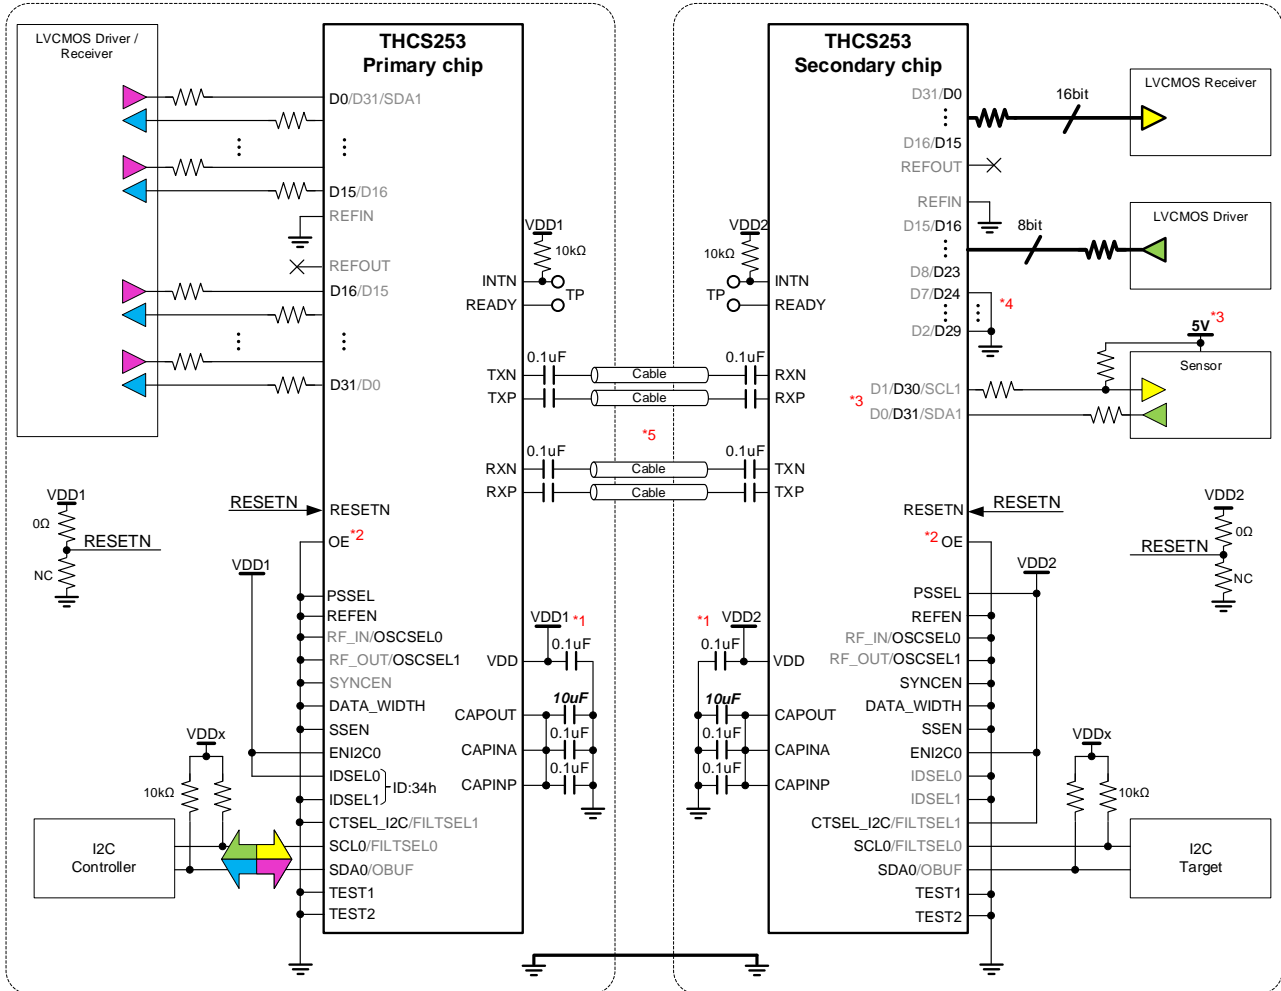 LVCMOS Driver /
Receiver
THCS253
Primary chip
D0/D31/SDA1
D15/D16
REFIN
REFOUT
D16/D15
D31/D0
VDD1
10kΩ
INTN
READY
TP
0.1uF
TXN
TXP
Cable
Cable
0.1uF
RXN
RXP
Cable
Cable
*5
VDD1
0Ω
RESETN
NC
RESETN
RESETN
OE*2
VDD1
PSSEL
REFEN
RF_IN/OSCSEL0
RF_OUT/OSCSEL1
SYNCEN
DATA_WIDTH
SSEN
ENI2C0
IDSEL0
IDSEL1
ID:34h
CTSEL_I2C/FILTSEL1
SCL0/FILTSEL0
SDA0/OBUF
TEST1
TEST2
VDDx
10kΩ
I2C
Controller
VDD1 *1
0.1uF
VDD
10uF
CAPOUT
0.1uF
CAPINA
0.1uF
CAPINP
THCS253
Secondary chip
D31/D0
D16/D15
REFOUT
REFIN
D15/D16
D8/D23
D7/D24
D2/D29
*4
16bit
LVCMOS Receiver
8bit
LVCMOS Driver
5V*3
Sensor
D1/D30/SCL1
*3
D0/D31/SDA1
VDD2
10kΩ
TP
INTN
READY
0.1uF
RXN
RXP
0.1uF
TXN
TXP
RESETN
RESETN
*2 OE
VDD2
0Ω
RESETN
NC
VDD2
PSSEL
REFEN
RF_IN/OSCSEL0
RF_OUT/OSCSEL1
SYNCEN
DATA_WIDTH
SSEN
ENI2C0
IDSEL0
IDSEL1
CTSEL_I2C/FILTSEL1
SCL0/FILTSEL0
SDA0/OBUF
TEST1
TEST2
*1 VDD2
0.1uF
VDD
10uF
CAPOUT
0.1uF
CAPINA
0.1uF
CAPINP
VDDx
10kΩ
I2C
Target